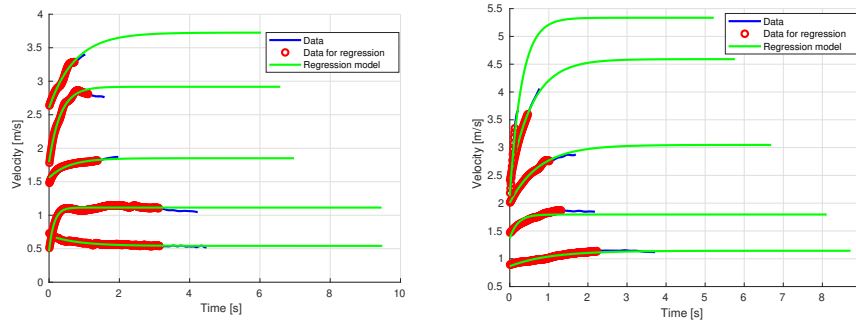 4
3.5
3
2.5
2
1.5
1
0.5
0
0 2 4 6 8 10
Velocity [m/s]
Time [s]
Data
Data for regression
Regression model
5.5
5
4.5
4
3.5
3
2.5
2
1.5
1
0.5
0 1 2 3 4 5 6 7 8
Velocity [m/s]
Time [s]
Data
Data for regression
Regression model